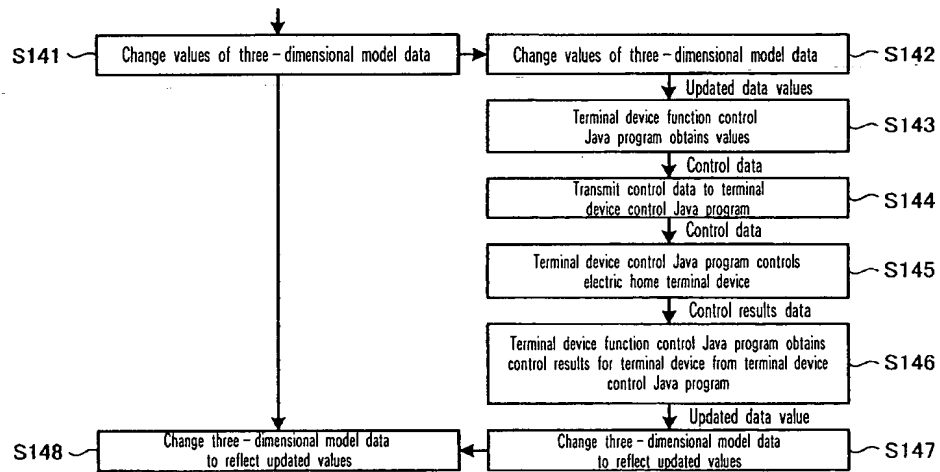 S141
Change values of three-dimensional model data
Change values of three-dimensional model data
S142
Updated data values
Terminal device function control
Java program obtains values
S143
Control data
Transmit control data to terminal
device control Java program
S144
Control data
Terminal device control Java program controls
electric home terminal device
S145
Control results data
Terminal device function control Java program obtains
control results for terminal device from terminal device
control Java program
S146
Updated data value
S148
Change three-dimensional model data
to reflect updated values
Change three-dimensional model data
to reflect updated values
S147